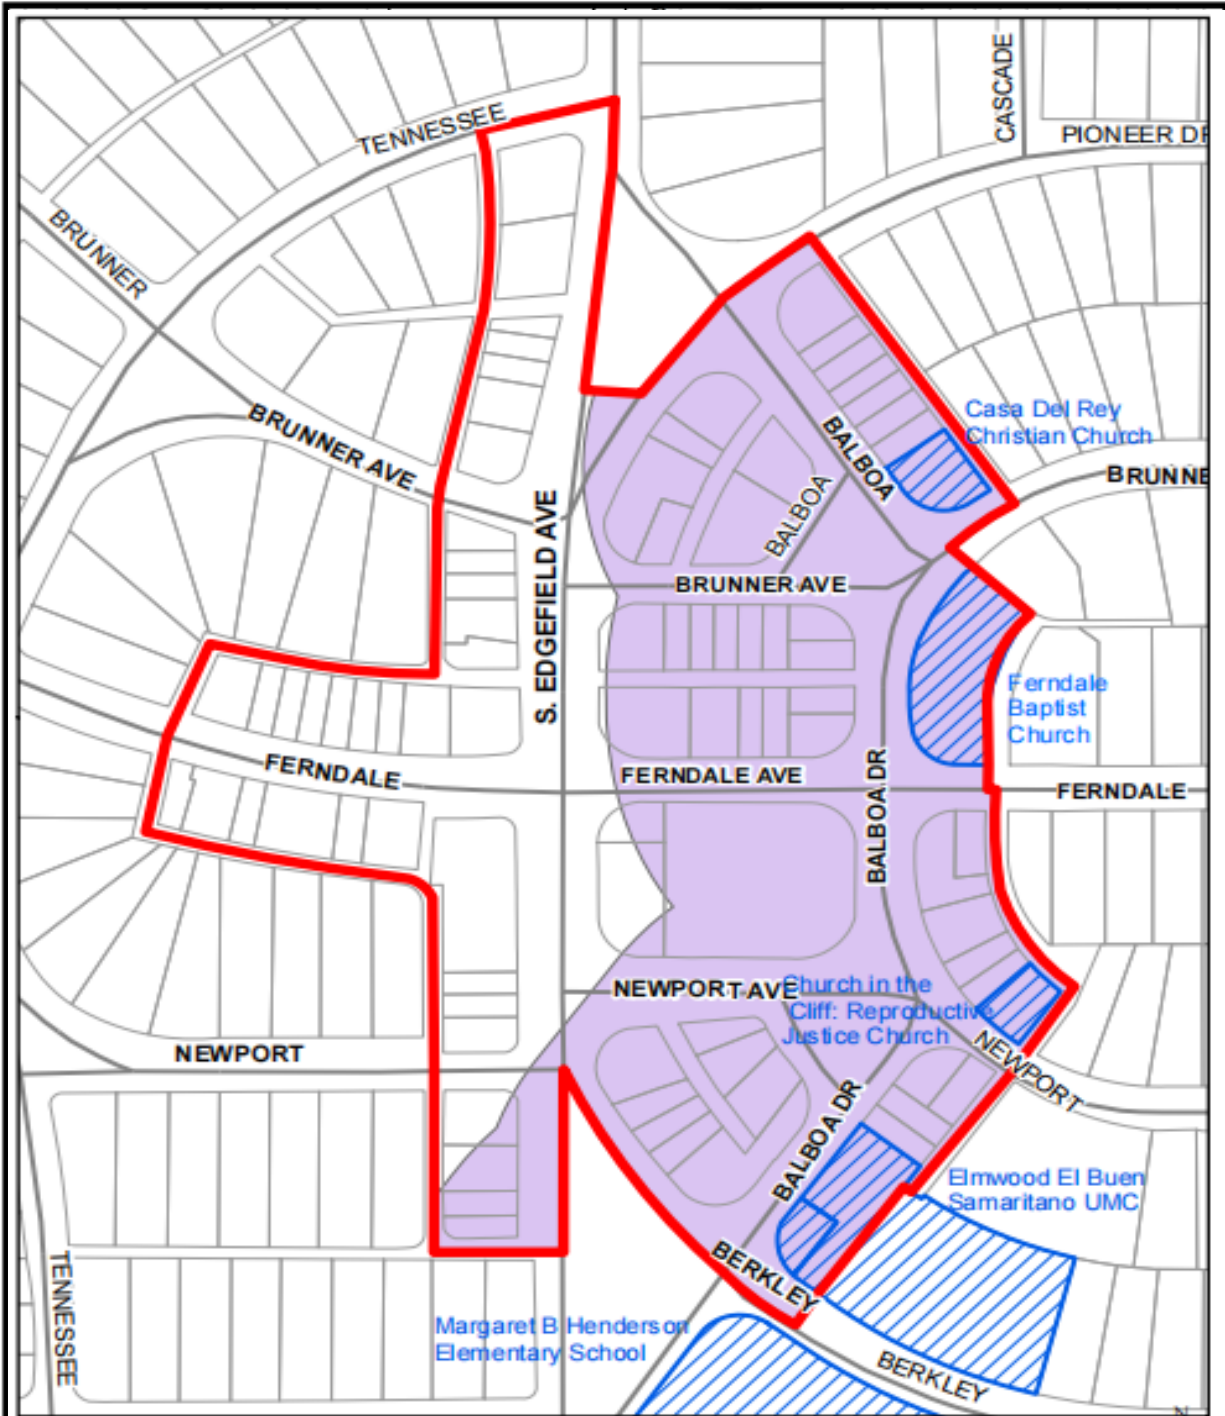 CASCADE
PIONEER DR
TENNESSEE
BRUNNER
Casa Del Rey
Christian Church
BRUNNER AVE
BALBOA
BRUNNE
BALBOA
S. EDGEFIELD AVE
BRUNNER AVE
Ferndale
Baptist
Church
FERNDALE
FERNDALE AVE
BALBOA DR
FERNDALE
NEWPORT AVE
Church in the
Cliff: Reproductive
Justice Church
NEWPORT
NEWPORT
BALBOA DR
Elmwood El Buen
Samaritano UMC
BERKLEY
TENNESSEE
Margaret B Henderson
Elementary School
BERKLEY